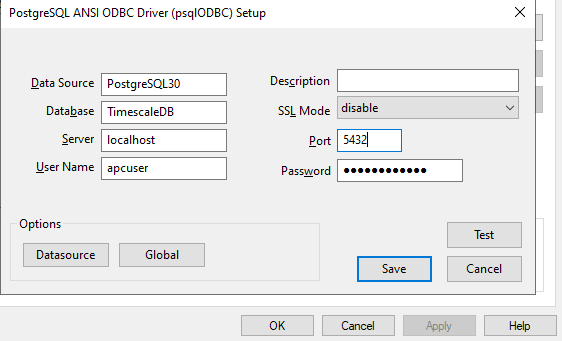 PostgreSQL ANSI ODBC Driver (psqlODBC) Setup
Data Source PostgreSQL30 Description
Database TimescaleDB SSL Mode disable
Server localhost Port 5432
User Name apcuser Password ●●●●●●●●●●●●
Options
Datasource Global Test
Save Cancel
OK Cancel Apply Help